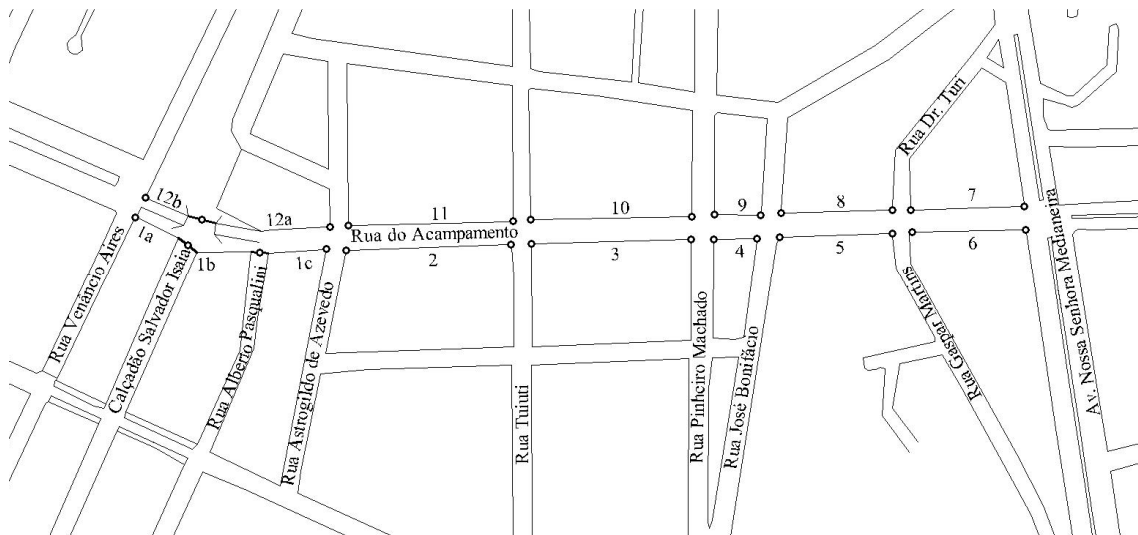 Rua Dr. Turi
12b
12a
11
10
9
8
7
1a
1b
1c
Rua do Acampamento
2
3
4
5
6
Rua Venâncio Aires
Calçadão Salvador Isaia
Rua Alberto Pasqualini
Rua Astrogildo de Azevedo
Rua Tuiuti
Rua Pinheiro Machado
Rua José Bonifácio
Rua Gaspar Martins
Av. Nossa Senhora Medianeira